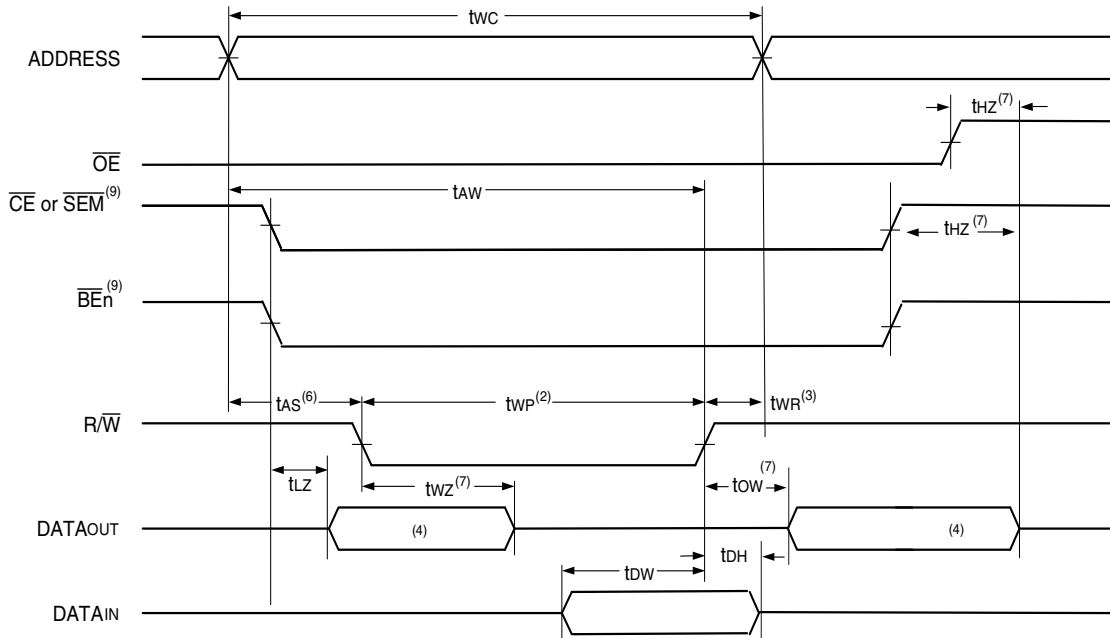 tWC
ADDRESS
tHZ(7)
OE
tAW
CE or SEM(9)
tHZ(7)
BEn(9)
tAS(6) tWP(2) tWR(3)
R/W
tLZ tWZ(7) tOW(7)
DATAOUT (4) (4)
tDW tDH
DATAIN